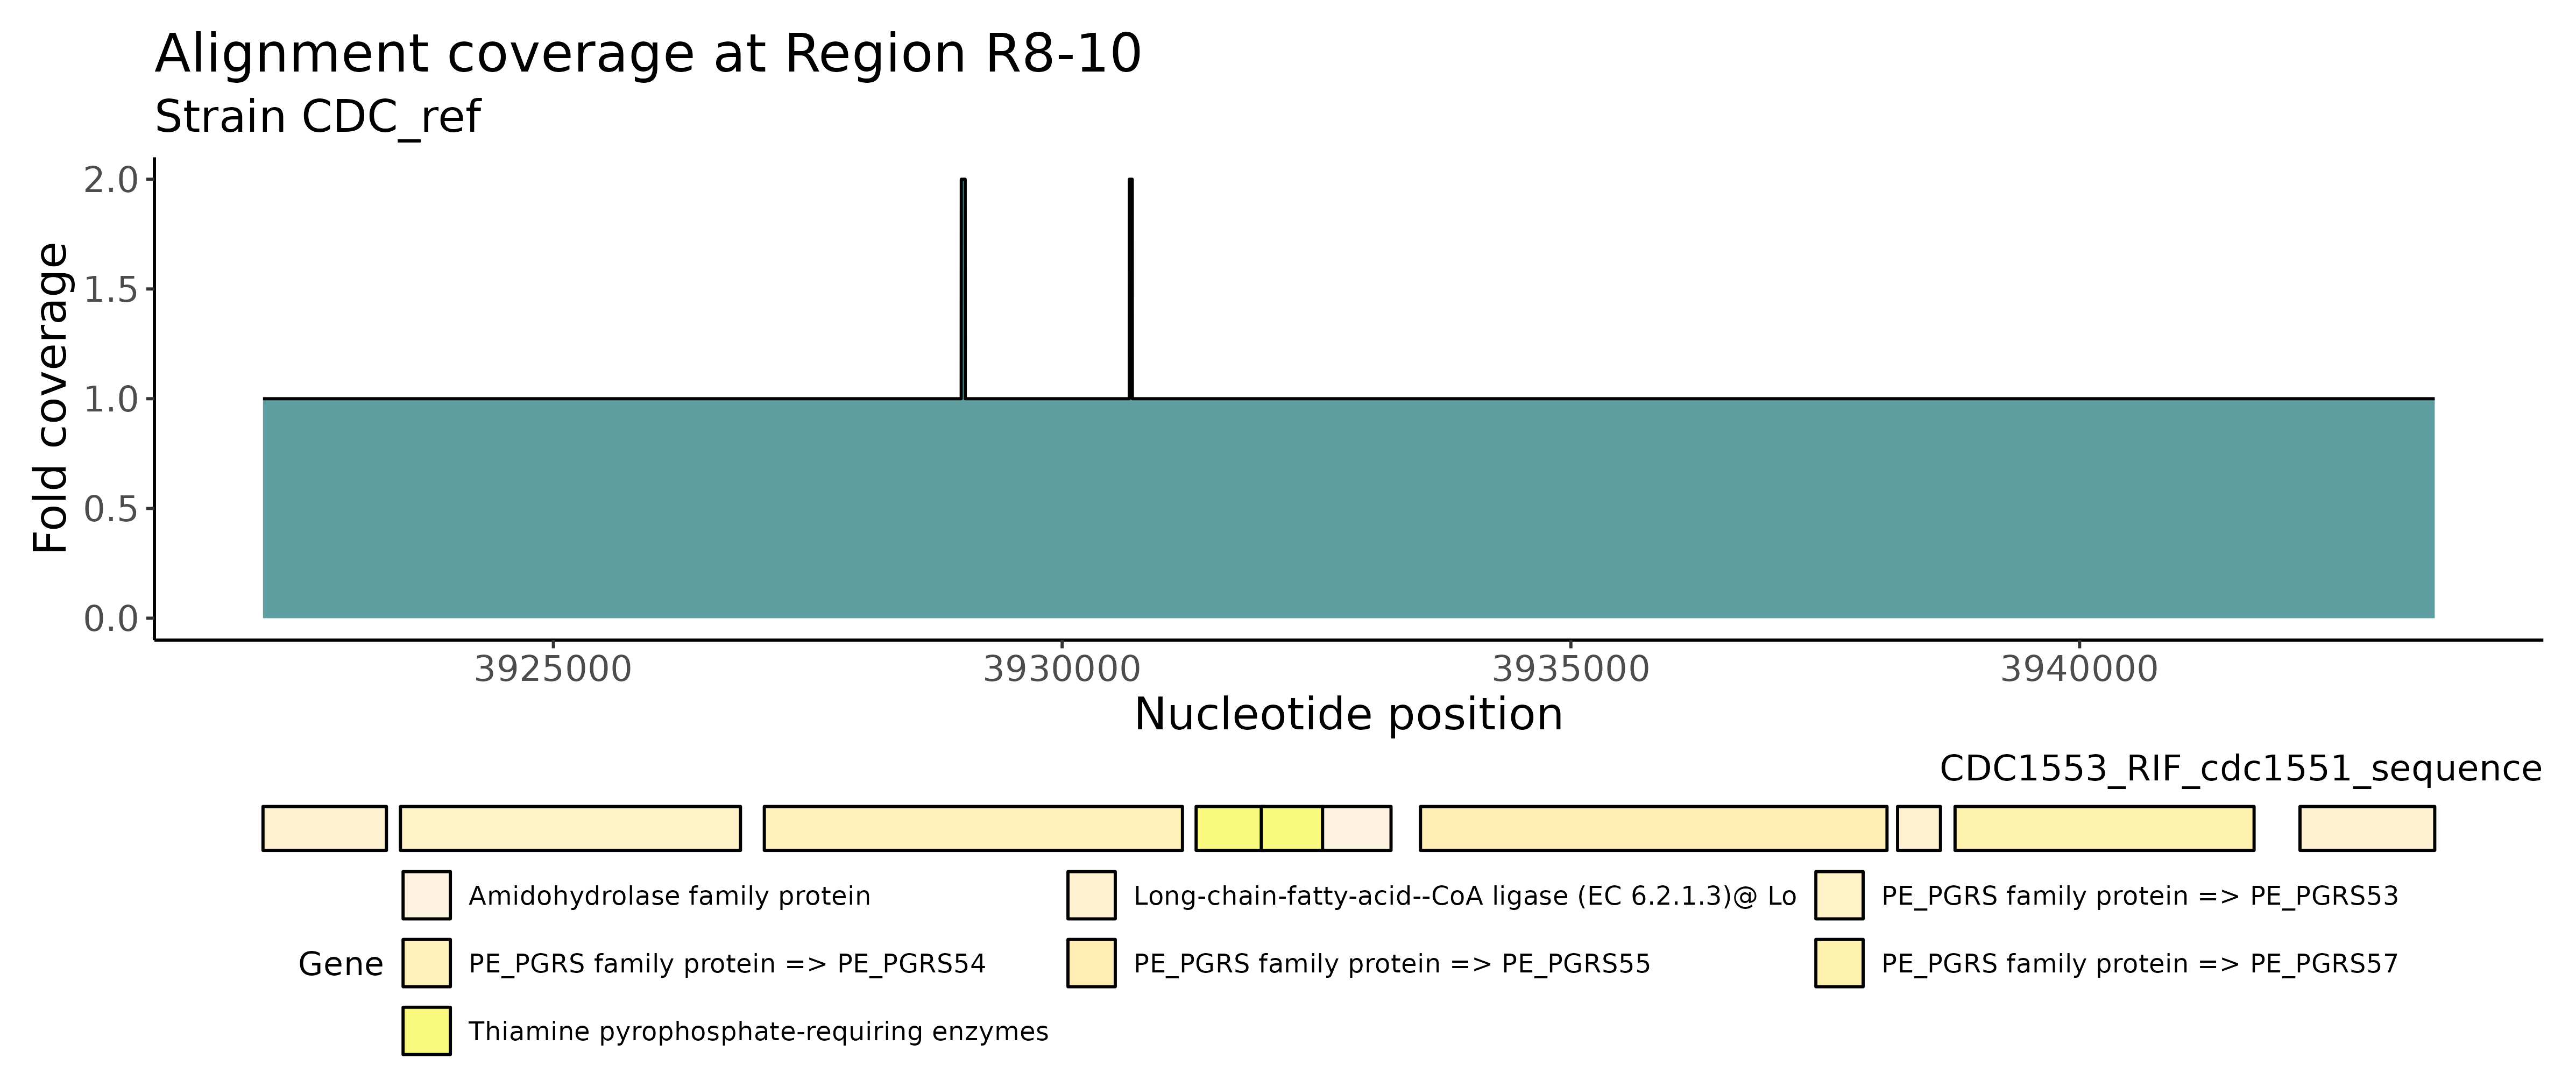 Alignment coverage at Region R8-10
Strain CDC_ref
Fold coverage
2.0
1.5
1.0
0.5
0.0
3925000 3930000 3935000 3940000
Nucleotide position
CDC1553_RIF_cdc1551_sequence
Gene
Amidohydrolase family protein
Long-chain-fatty-acid--CoA ligase (EC 6.2.1.3)@ Lo
PE_PGRS family protein => PE_PGRS53
PE_PGRS family protein => PE_PGRS54
PE_PGRS family protein => PE_PGRS55
PE_PGRS family protein => PE_PGRS57
Thiamine pyrophosphate-requiring enzymes